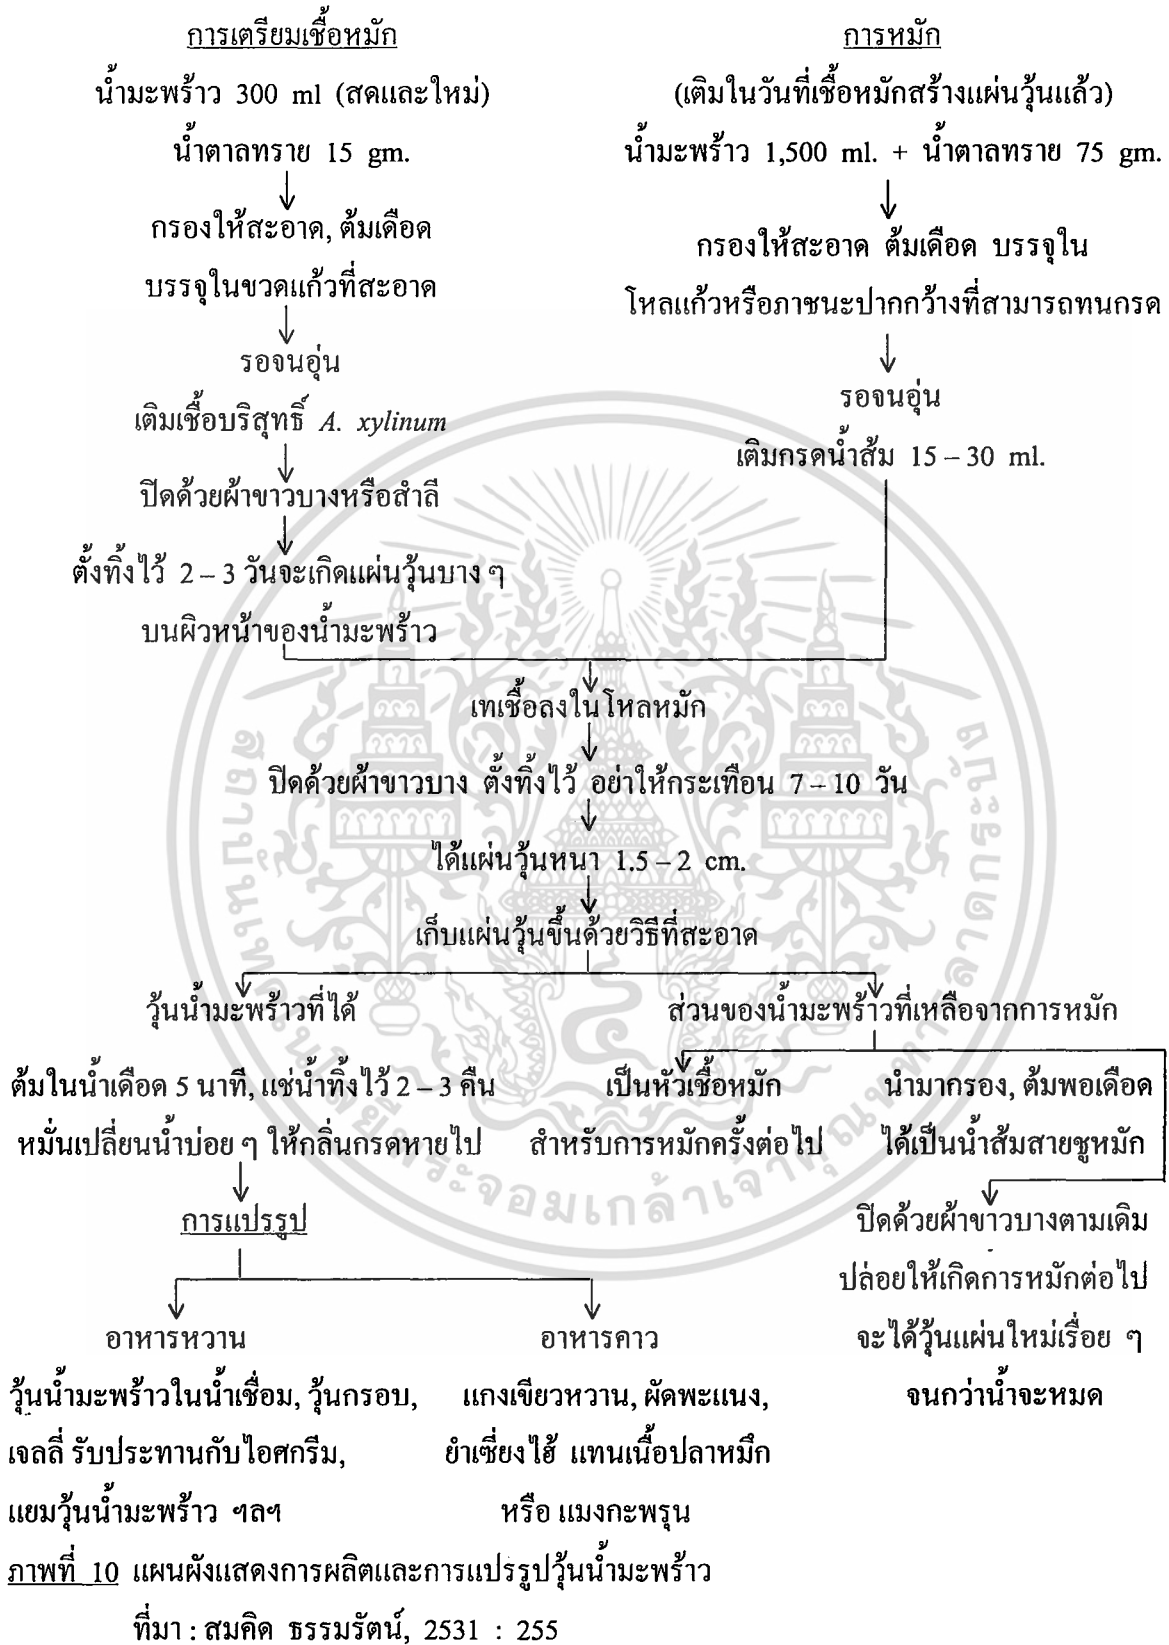 การเตรียมเชื้อหมัก
น้ำมะพร้าว 300 ml (สดและใหม่)
น้ำตาลทราย 15 gm.
กรองให้สะอาด, ต้มเดือด
บรรจุในขวดแก้วที่สะอาด
รอจนอุ่น
เติมเชื้อบริสุทธิ์ A. xylinum
ปิดด้วยผ้าขาวบางหรือสำลี
ตั้งทิ้งไว้ 2 – 3 วันจะเกิดแผ่นวุ้นบาง ๆ
บนผิวหน้าของน้ำมะพร้าว
การหมัก
(เติมในวันที่เชื้อหมักสร้างแผ่นวุ้นแล้ว)
น้ำมะพร้าว 1,500 ml. + น้ำตาลทราย 75 gm.
กรองให้สะอาด ต้มเดือด บรรจุใน
โหลแก้วหรือภาชนะปากกว้างที่สามารถทนกรด
รอจนอุ่น
เติมกรดน้ำส้ม 15 – 30 ml.
เทเชื้อลงในโหลหมัก
ปิดด้วยผ้าขาวบาง ตั้งทิ้งไว้ อย่าให้กระเทือน 7 – 10 วัน
ได้แผ่นวุ้นหนา 1.5 – 2 cm.
เก็บแผ่นวุ้นขึ้นด้วยวิธีที่สะอาด
วุ้นน้ำมะพร้าวที่ได้
ต้มในน้ำเดือด 5 นาที, แช่น้ำทิ้งไว้ 2 – 3 คืน
หมั่นเปลี่ยนน้ำบ่อย ๆ ให้กลิ่นกรดหายไป
การแปรรูป
อาหารหวาน
วุ้นน้ำมะพร้าวในน้ำเชื่อม, วุ้นกรอบ,
เจลลี่ รับประทานกับไอศกรีม,
แยมวุ้นน้ำมะพร้าว ฯลฯ
อาหารคาว
แกงเขียวหวาน, ผัดพะแนง,
ยำเซี่ยงไฮ้ แทนเนื้อปลาหมึก
หรือ แมงกะพรุน
ส่วนของน้ำมะพร้าวที่เหลือจากการหมัก
เป็นหัวเชื้อหมัก
สำหรับการหมักครั้งต่อไป
นำมากรอง, ต้มพอเดือด
ได้เป็นน้ำส้มสายชูหมัก
ปิดด้วยผ้าขาวบางตามเดิม
ปล่อยให้เกิดการหมักต่อไป
จะได้วุ้นแผ่นใหม่เรื่อย ๆ
จนกว่าน้ำจะหมด
ภาพที่ 10 แผนผังแสดงการผลิตและการแปรรูปวุ้นน้ำมะพร้าว
ที่มา : สมคิด ธรรมรัตน์, 2531 : 255
สถาบันเทคโนโลยีพระจอมเกล้าเจ้าคุณทหารลาดกระบัง